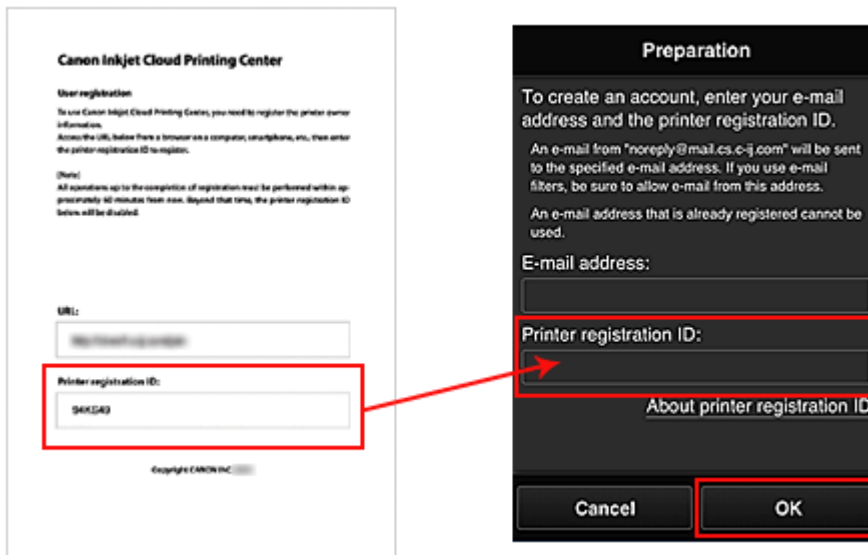 Canon Inkjet Cloud Printing Center
User registration
To use Canon Inkjet Cloud Printing Center, you need to register the printer owner
information.
Access the URL below from a browser on a computer, smartphone, etc., then enter
the printer registration ID to register.
(Note)
All operations up to the completion of registration must be performed within ap-
proximately 60 minutes from now. Beyond that time, the printer registration ID
below will be disabled.
URL:
Printer registration ID:
Copyright CANON INC
Preparation
To create an account, enter your e-mail
address and the printer registration ID.
An e-mail from "noreply@mail.cs.c-ij.com" will be sent
to the specified e-mail address. If you use e-mail
filters, be sure to allow e-mail from this address.
An e-mail address that is already registered cannot be
used.
E-mail address:
Printer registration ID:
About printer registration ID
Cancel
OK